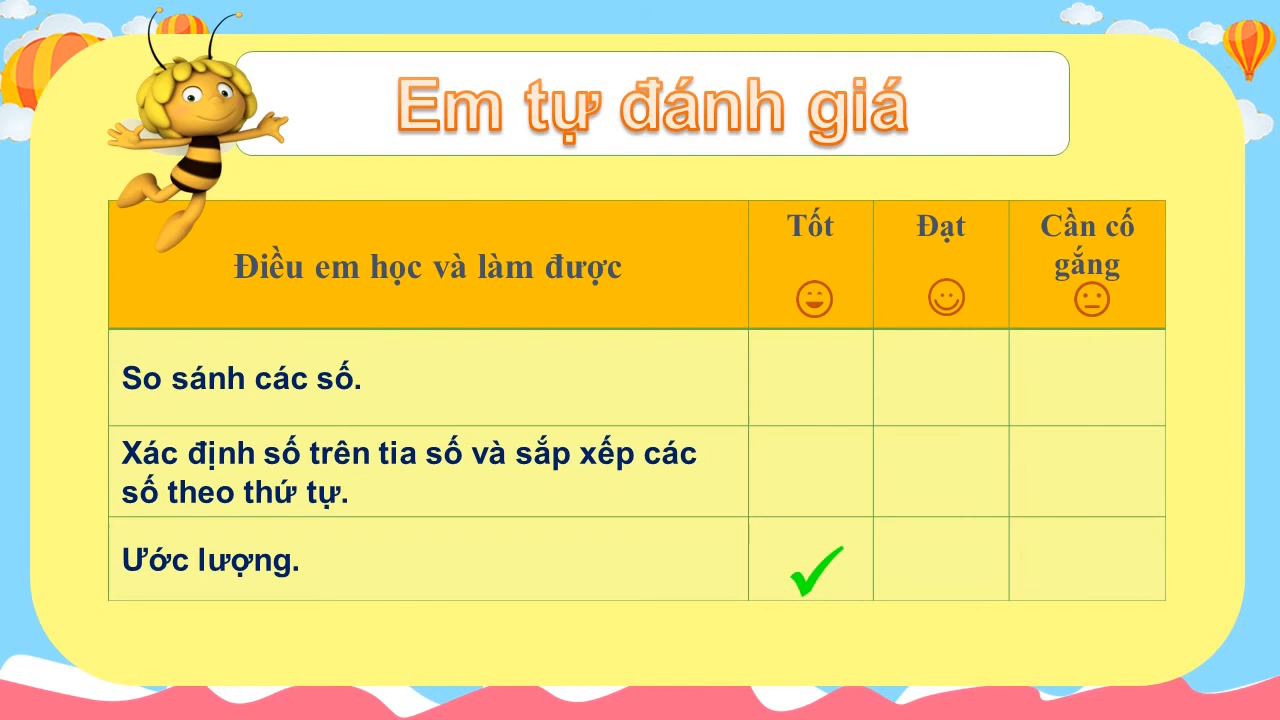 Em tự đánh giá
Điều em học và làm được
Tốt
Đạt
Cần cố
gắng
So sánh các số.
Xác định số trên tia số và sắp xếp các
số theo thứ tự.
Ước lượng.